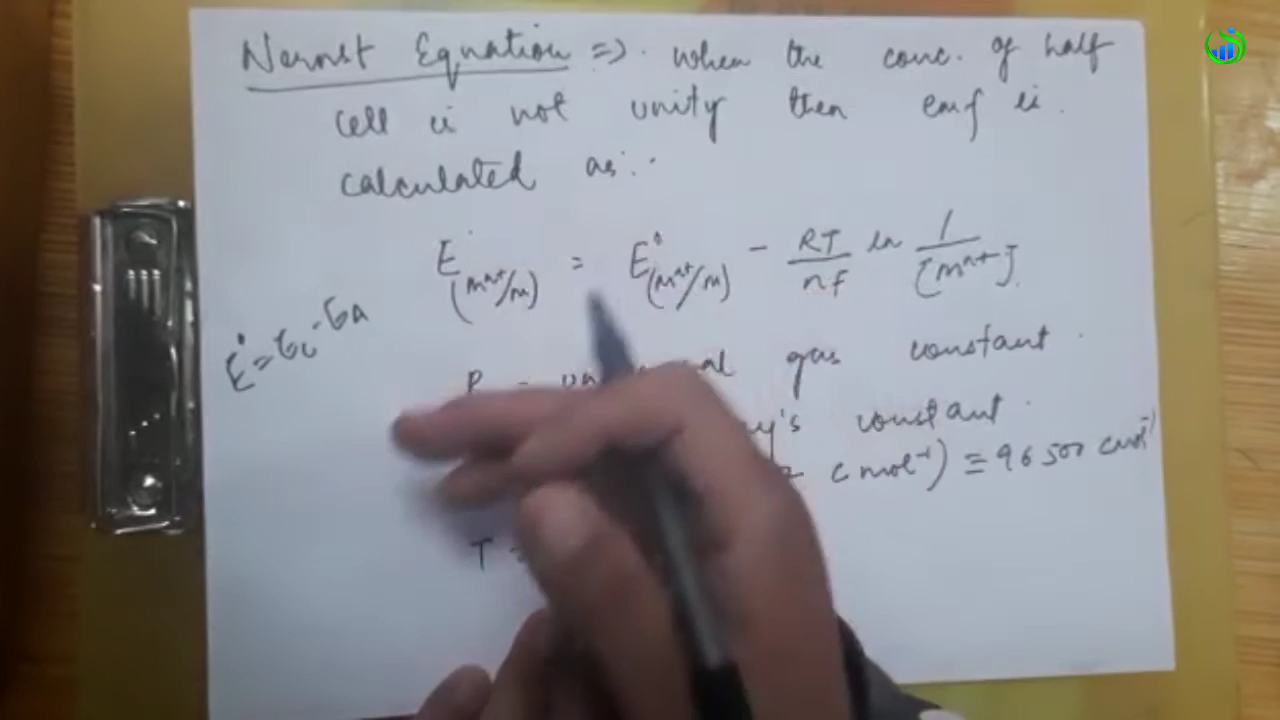 Nernst Equation => when the conc. of half
cell is not unity then emf is
calculated as:-
E(Mn+/M) = E°(Mn+/M) - RT/nF ln 1/[Mn+]
E° = Ec - EA
R = gas constant.
constant.
C mol-1) = 96500 Cmol-1
T =